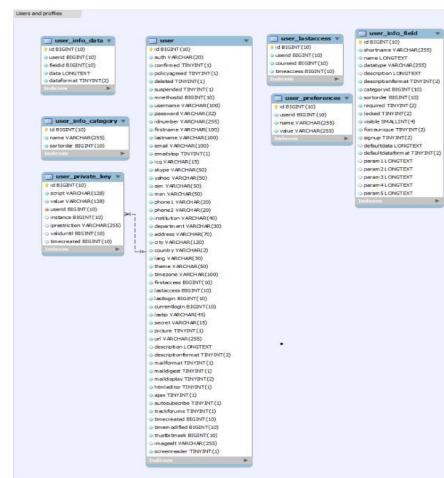 Users and profiles
user_info_data
id BIGINT(10)
userid BIGINT(10)
fieldid BIGINT(10)
data LONGTEXT
dataformat TINYINT(2)
Indexes
user_info_category
id BIGINT(10)
name VARCHAR(255)
sortorder BIGINT(10)
Indexes
user_private_key
id BIGINT(10)
script VARCHAR(128)
value VARCHAR(128)
userid BIGINT(10)
instance BIGINT(10)
iprestriction VARCHAR(255)
validuntil BIGINT(10)
timecreated BIGINT(10)
Indexes
user
id BIGINT(10)
auth VARCHAR(20)
confirmed TINYINT(1)
policyagreed TINYINT(1)
deleted TINYINT(1)
suspended TINYINT(1)
mnethostid BIGINT(10)
username VARCHAR(100)
password VARCHAR(32)
idnumber VARCHAR(255)
firstname VARCHAR(100)
lastname VARCHAR(100)
email VARCHAR(100)
emailstop TINYINT(1)
icq VARCHAR(15)
skype VARCHAR(50)
yahoo VARCHAR(50)
aim VARCHAR(50)
msn VARCHAR(50)
phone1 VARCHAR(20)
phone2 VARCHAR(20)
institution VARCHAR(40)
department VARCHAR(30)
address VARCHAR(70)
city VARCHAR(120)
country VARCHAR(2)
lang VARCHAR(30)
theme VARCHAR(50)
timezone VARCHAR(100)
firstaccess BIGINT(10)
lastaccess BIGINT(10)
lastlogin BIGINT(10)
currentlogin BIGINT(10)
lastip VARCHAR(45)
secret VARCHAR(15)
picture TINYINT(1)
url VARCHAR(255)
description LONGTEXT
descriptionformat TINYINT(2)
mailformat TINYINT(1)
maildigest TINYINT(1)
maildisplay TINYINT(2)
htmleditor TINYINT(1)
ajax TINYINT(1)
autosubscribe TINYINT(1)
trackforums TINYINT(1)
timecreated BIGINT(10)
timemodified BIGINT(10)
trustbitmask BIGINT(10)
imagealt VARCHAR(255)
screenreader TINYINT(1)
Indexes
user_lastaccess
id BIGINT(10)
userid BIGINT(10)
courseid BIGINT(10)
timeaccess BIGINT(10)
Indexes
user_preferences
id BIGINT(10)
userid BIGINT(10)
name VARCHAR(255)
value VARCHAR(255)
Indexes
user_info_field
id BIGINT(10)
shortname VARCHAR(255)
name LONGTEXT
datatype VARCHAR(255)
description LONGTEXT
descriptionformat TINYINT(2)
categoryid BIGINT(10)
sortorder BIGINT(10)
required TINYINT(2)
locked TINYINT(2)
visible SMALLINT(4)
forceunique TINYINT(2)
signup TINYINT(2)
defaultdata LONGTEXT
defaultdataformat TINYINT(2)
param1 LONGTEXT
param2 LONGTEXT
param3 LONGTEXT
param4 LONGTEXT
param5 LONGTEXT
Indexes